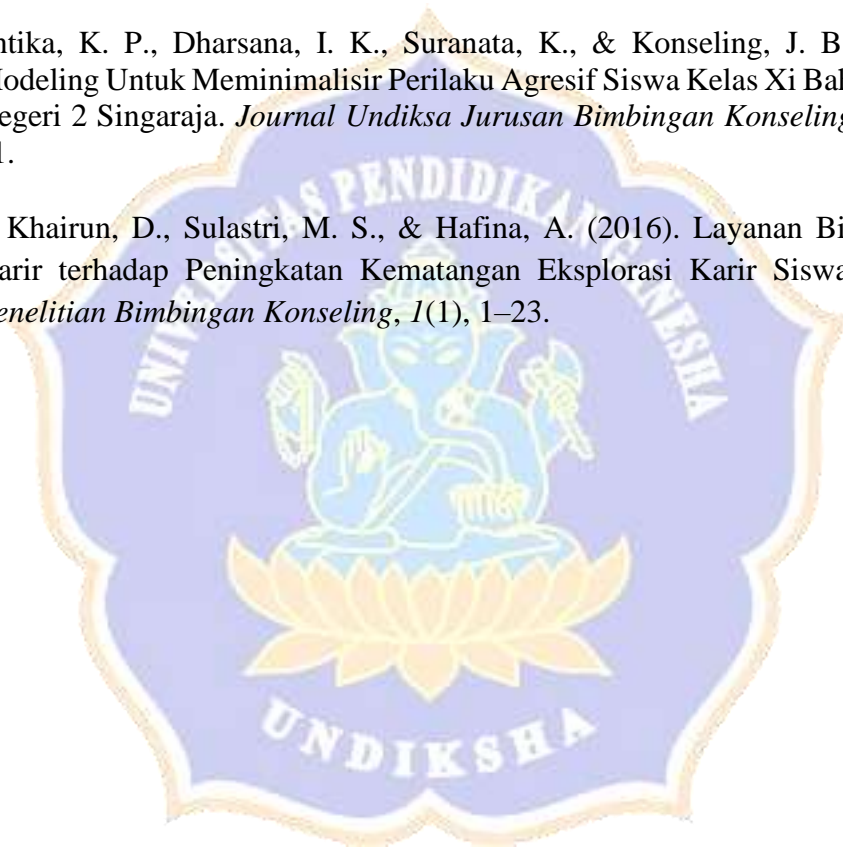 ntika, K. P., Dharsana, I. K., Suranata, K., & Konseling, J. B
odeling Untuk Meminimalisir Perilaku Agresif Siswa Kelas Xi Bah
egeri 2 Singaraja. Journal Undiksa Jurusan Bimbingan Konseling
1.
Khairun, D., Sulastri, M. S., & Hafina, A. (2016). Layanan Bi
arir terhadap Peningkatan Kematangan Eksplorasi Karir Siswa
enelitian Bimbingan Konseling, 1(1), 1–23.
UNIVERSITAS PENDIDIKAN GANESHA
UNDIKSHA